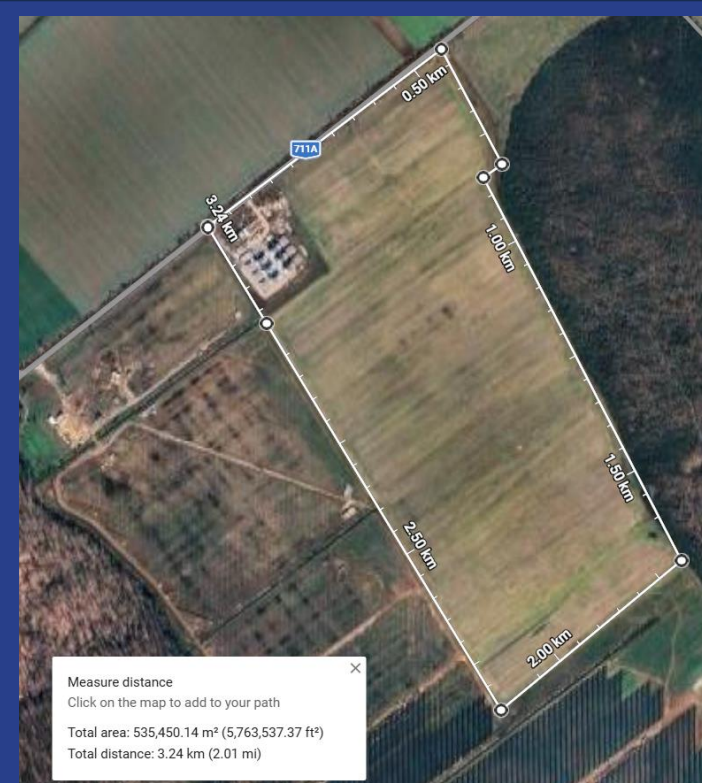 0.50 km
711A
3.24 km
1.00 km
1.50 km
2.50 km
2.00 km
Measure distance
Click on the map to add to your path
Total area: 535,450.14 m² (5,763,537.37 ft²)
Total distance: 3.24 km (2.01 mi)